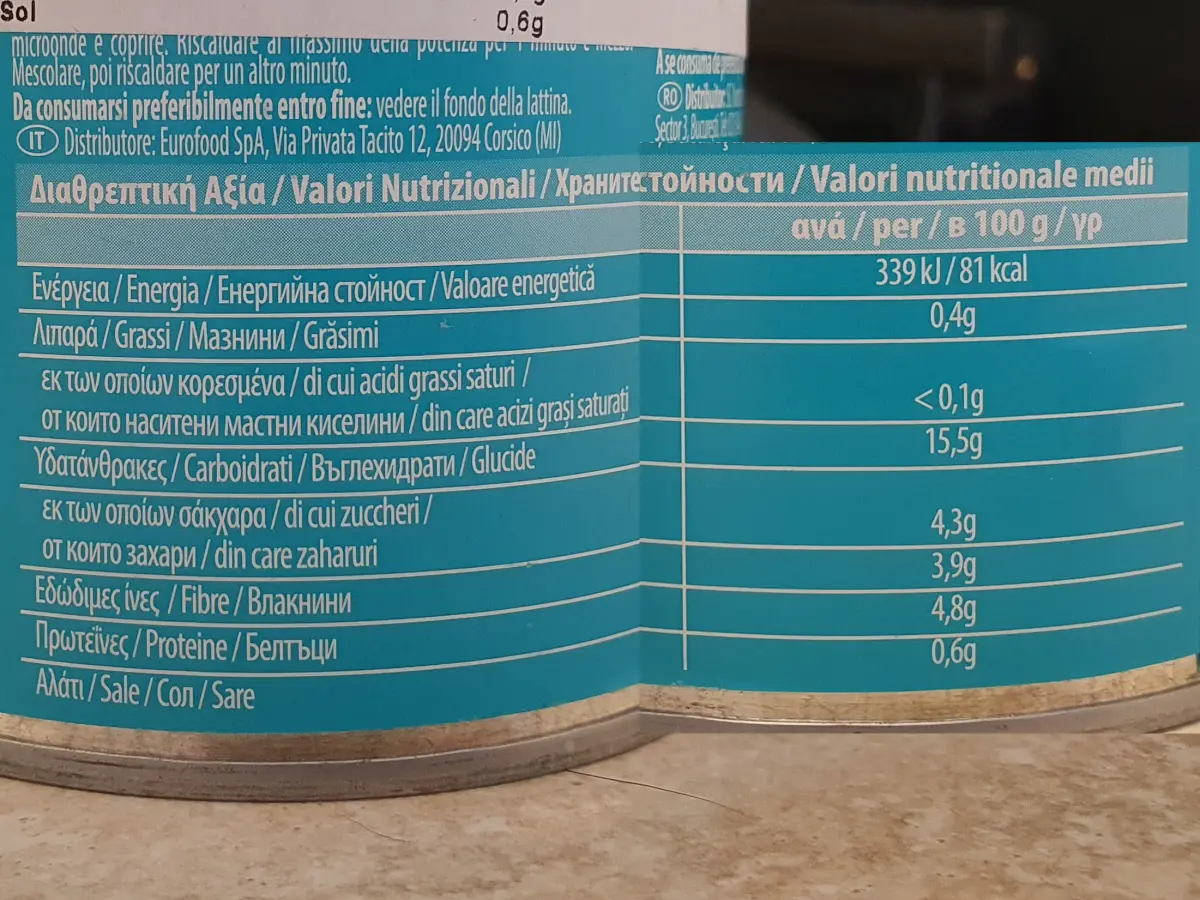 Sol
0,6g
microonde e coprire. Riscaldare al massimo della potenza per 1 minuto e mezzo.
Mescolare, poi riscaldare per un altro minuto.
Da consumarsi preferibilmente entro fine: vedere il fondo della lattina.
IT Distributore: Eurofood SpA, Via Privata Tacito 12, 20094 Corsico (MI)
A se consuma de
RO Distribuitor:
Sector 3, București,
Διαθρεπτική Αξία / Valori Nutrizionali / Хранитестойности / Valori nutritionale medii
ανά / per / в 100 g / γρ
Ενέργεια / Energia / Енергийна стойност / Valoare energetică 339 kJ / 81 kcal
Λιπαρά / Grassi / Мазнини / Grăsimi 0,4g
εκ των οποίων κορεσμένα / di cui acidi grassi saturi /
от които наситени мастни киселини / din care acizi grași saturați <0,1g
Υδατάνθρακες / Carboidrati / Въглехидрати / Glucide 15,5g
εκ των οποίων σάκχαρα / di cui zuccheri /
от които захари / din care zaharuri 4,3g
Εδώδιμες ίνες / Fibre / Влакнини 3,9g
Πρωτεΐνες / Proteine / Белтъци 4,8g
Αλάτι / Sale / Сол / Sare 0,6g